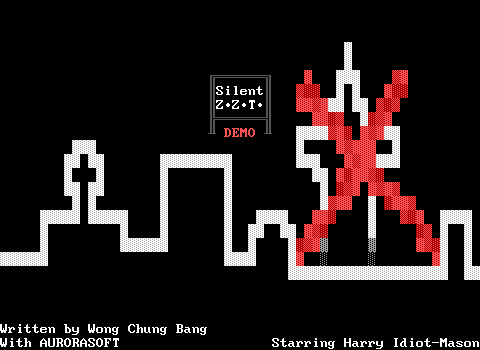 Silent
Z•Z•T•
DEMO
Written by Wong Chung Bang
With AURORASOFT
Starring Harry Idiot-Mason